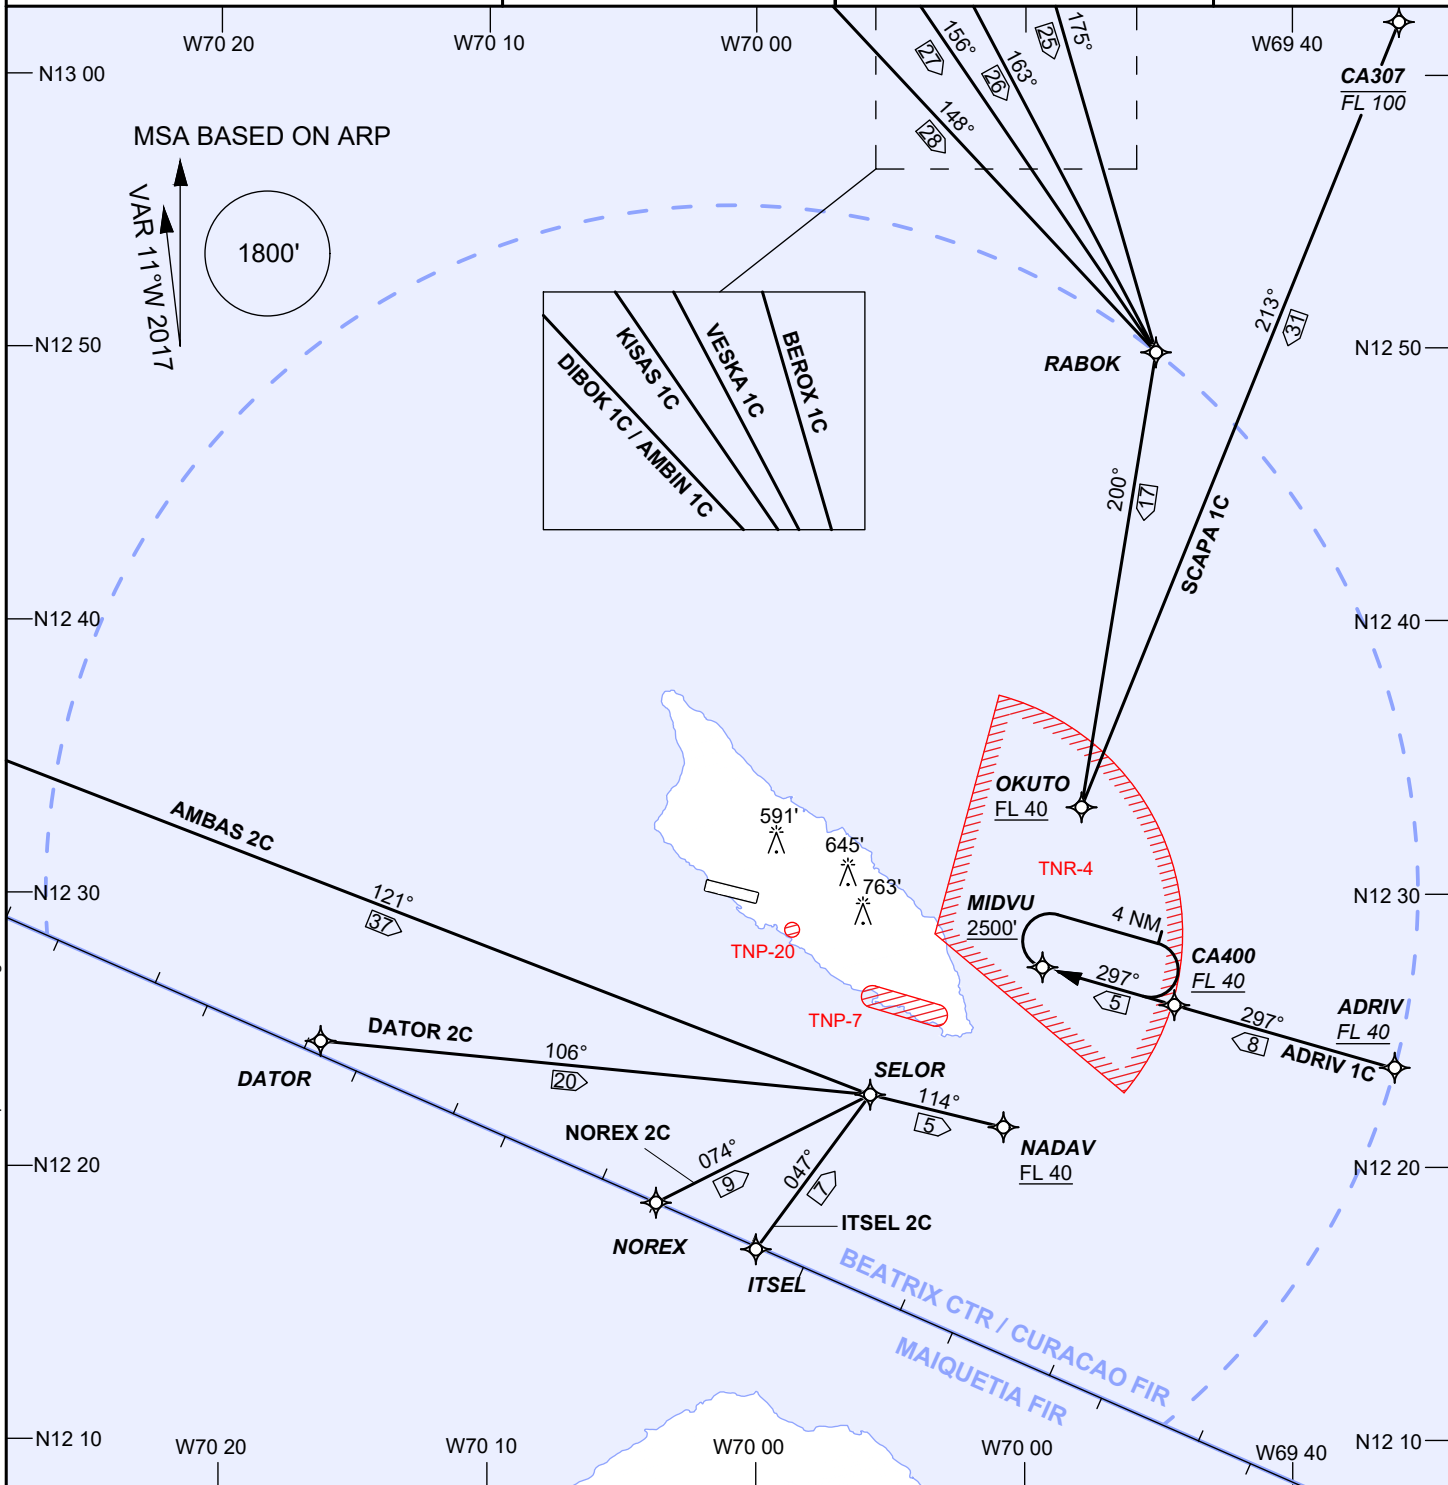 W70 20
W70 10
W70 00
W69 40
N13 00
CA307
FL 100
MSA BASED ON ARP
VAR 11°W 2017
1800'
148°
28
156°
27
163°
26
175°
25
N12 50
N12 50
RABOK
213°
31
DIBOK 1C / AMBIN 1C
KISAS 1C
VESKA 1C
BEROX 1C
200°
17
SCAPA 1C
N12 40
N12 40
OKUTO
FL 40
AMBAS 2C
591'
645'
763'
TNR-4
121°
37
N12 30
N12 30
MIDVU
2500'
4 NM
TNP-20
CA400
FL 40
297°
5
TNP-7
297°
8
ADRIV 1C
ADRIV
FL 40
DATOR 2C
106°
20
DATOR
SELOR
114°
5
NADAV
FL 40
NOREX 2C
074°
9
047°
7
N12 20
N12 20
ITSEL 2C
NOREX
ITSEL
BEATRIX CTR / CURACAO FIR
MAIQUETIA FIR
N12 10
N12 10
W70 20
W70 10
W70 00
W70 00
W69 40